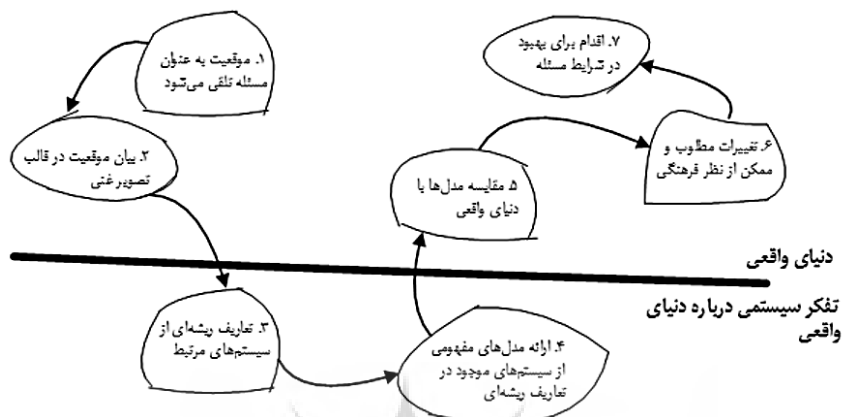 ۱. موقعیت به عنوان
مسئله تلقی می‌شود
۲. بیان موقعیت در قالب
تصویر غنی
۳. تعاریف ریشه‌ای از
سیستم‌های مرتبط
۴. ارائه مدل‌های مفهومی
از سیستم‌های موجود در
تعاریف ریشه‌ای
۵. مقایسه مدل‌ها با
دنیای واقعی
۶. تغییرات مطلوب و
ممکن از نظر فرهنگی
۷. اقدام برای بهبود
در شرایط مسئله
دنیای واقعی
تفکر سیستمی درباره دنیای
واقعی